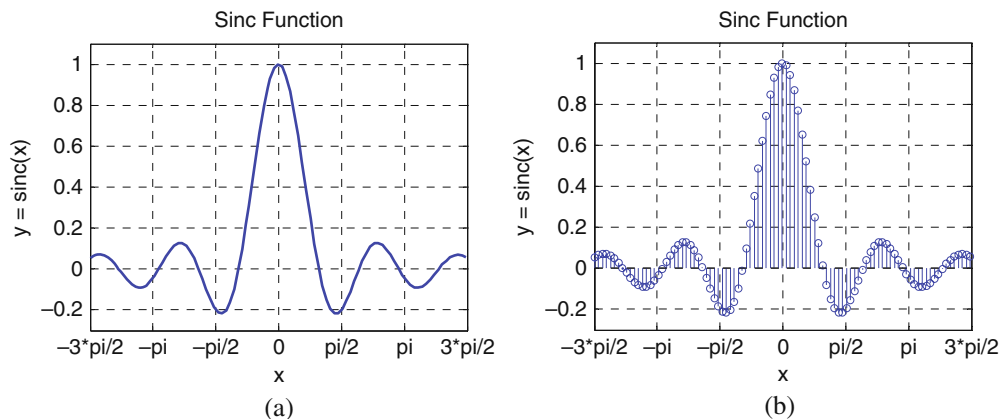 Sinc Function
y = sinc(x)
1
0.8
0.6
0.4
0.2
0
–0.2
–3*pi/2 –pi –pi/2 0 pi/2 pi 3*pi/2
x
(a)
Sinc Function
y = sinc(x)
1
0.8
0.6
0.4
0.2
0
–0.2
–3*pi/2 –pi –pi/2 0 pi/2 pi 3*pi/2
x
(b)